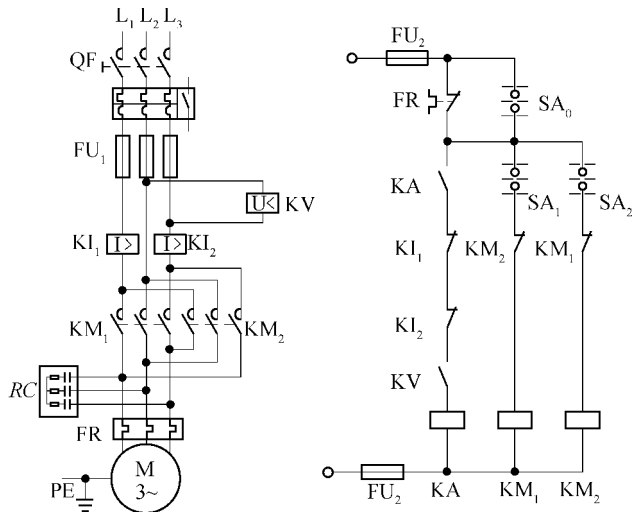 L₁ L₂ L₃
QF
FU₂
FR
SA₀
FU₁
U< KV
KA
SA₁ SA₂
KI₁ I> I> KI₂
KI₁ KM₂ KM₁
KM₁ KM₂
KI₂
RC
KV
FR
M
3~
PE
FU₂ KA KM₁ KM₂